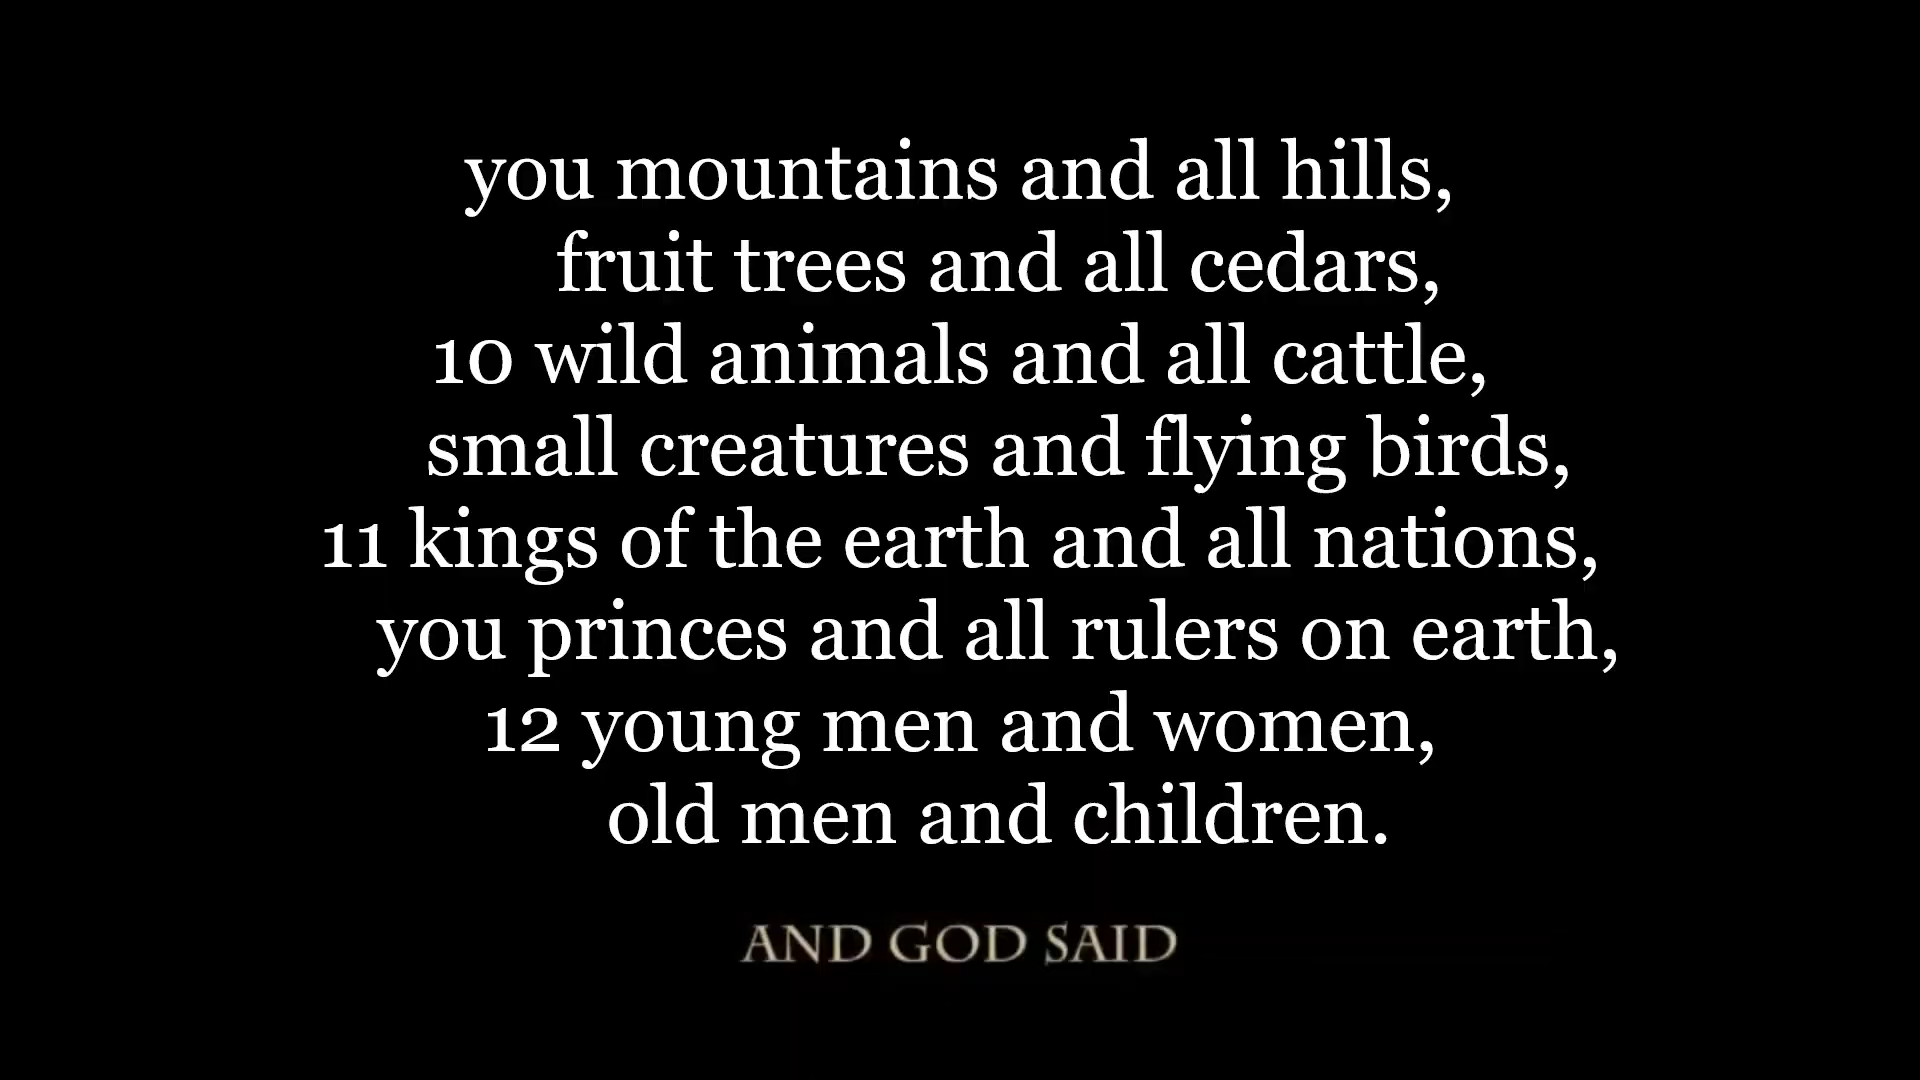 you mountains and all hills,
fruit trees and all cedars,
10 wild animals and all cattle,
small creatures and flying birds,
11 kings of the earth and all nations,
you princes and all rulers on earth,
12 young men and women,
old men and children.
AND GOD SAID